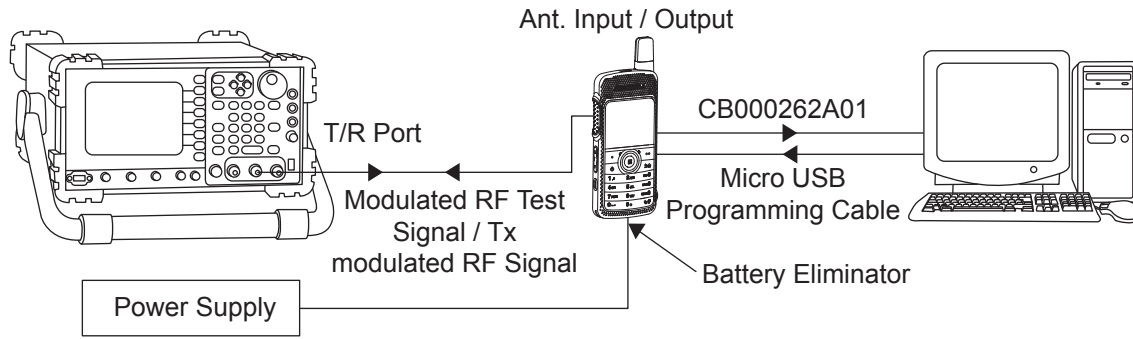 Ant. Input / Output
T/R Port
CB000262A01
Modulated RF Test
Signal / Tx
modulated RF Signal
Micro USB
Programming Cable
Battery Eliminator
Power Supply